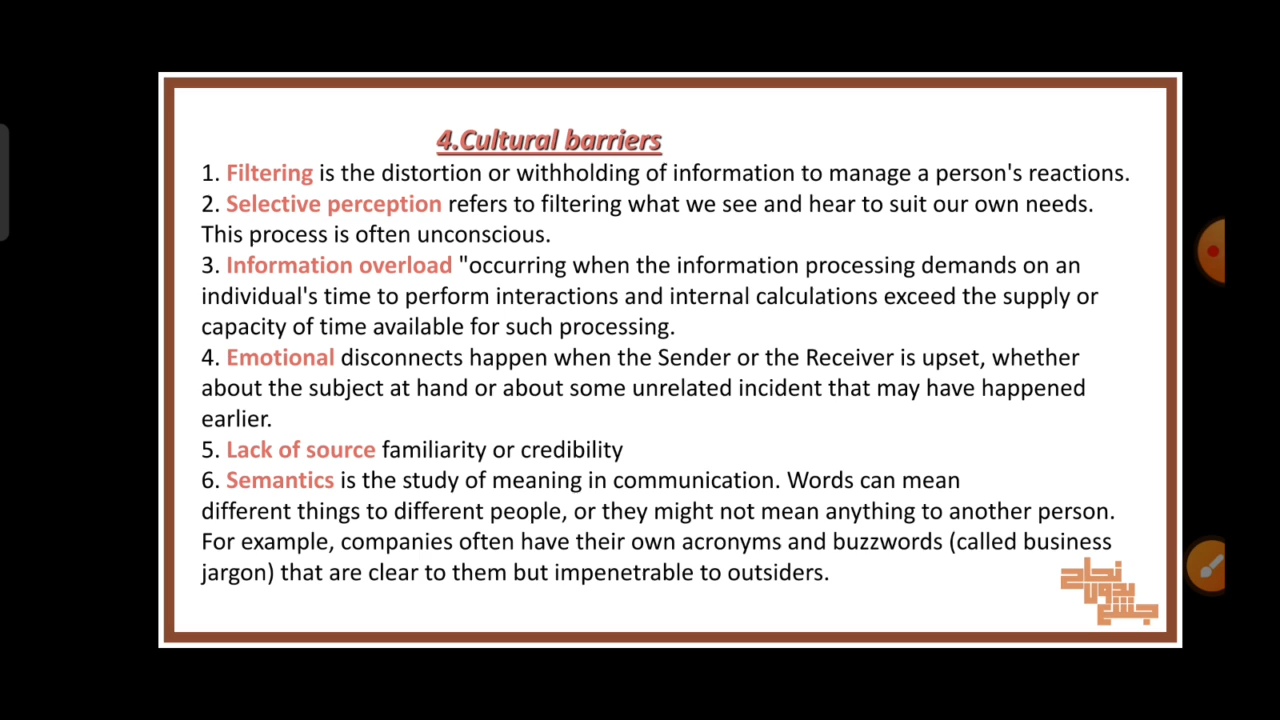 4.Cultural barriers
1. Filtering is the distortion or withholding of information to manage a person's reactions.
2. Selective perception refers to filtering what we see and hear to suit our own needs.
This process is often unconscious.
3. Information overload "occurring when the information processing demands on an
individual's time to perform interactions and internal calculations exceed the supply or
capacity of time available for such processing.
4. Emotional disconnects happen when the Sender or the Receiver is upset, whether
about the subject at hand or about some unrelated incident that may have happened
earlier.
5. Lack of source familiarity or credibility
6. Semantics is the study of meaning in communication. Words can mean
different things to different people, or they might not mean anything to another person.
For example, companies often have their own acronyms and buzzwords (called business
jargon) that are clear to them but impenetrable to outsiders.
نجاح
بدون
جشع